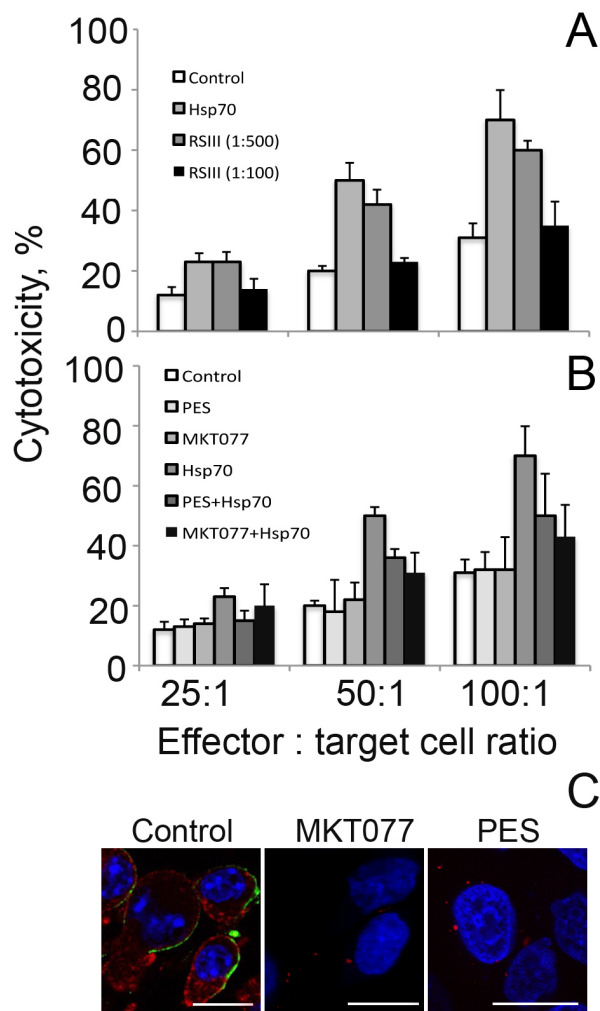 A
100
80
60
40
20
0
Control
Hsp70
RSIII (1:500)
RSIII (1:100)
Cytotoxicity, %
B
100
80
60
40
20
0
Control
PES
MKT077
Hsp70
PES+Hsp70
MKT077+Hsp70
25:1 50:1 100:1
Effector : target cell ratio
C
Control MKT077 PES